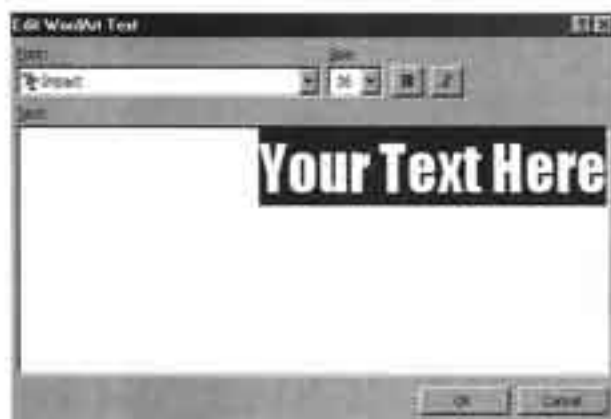 Edit WordArt Text
Font:
Size:
Impact
36
B
I
Text:
Your Text Here
OK
Cancel